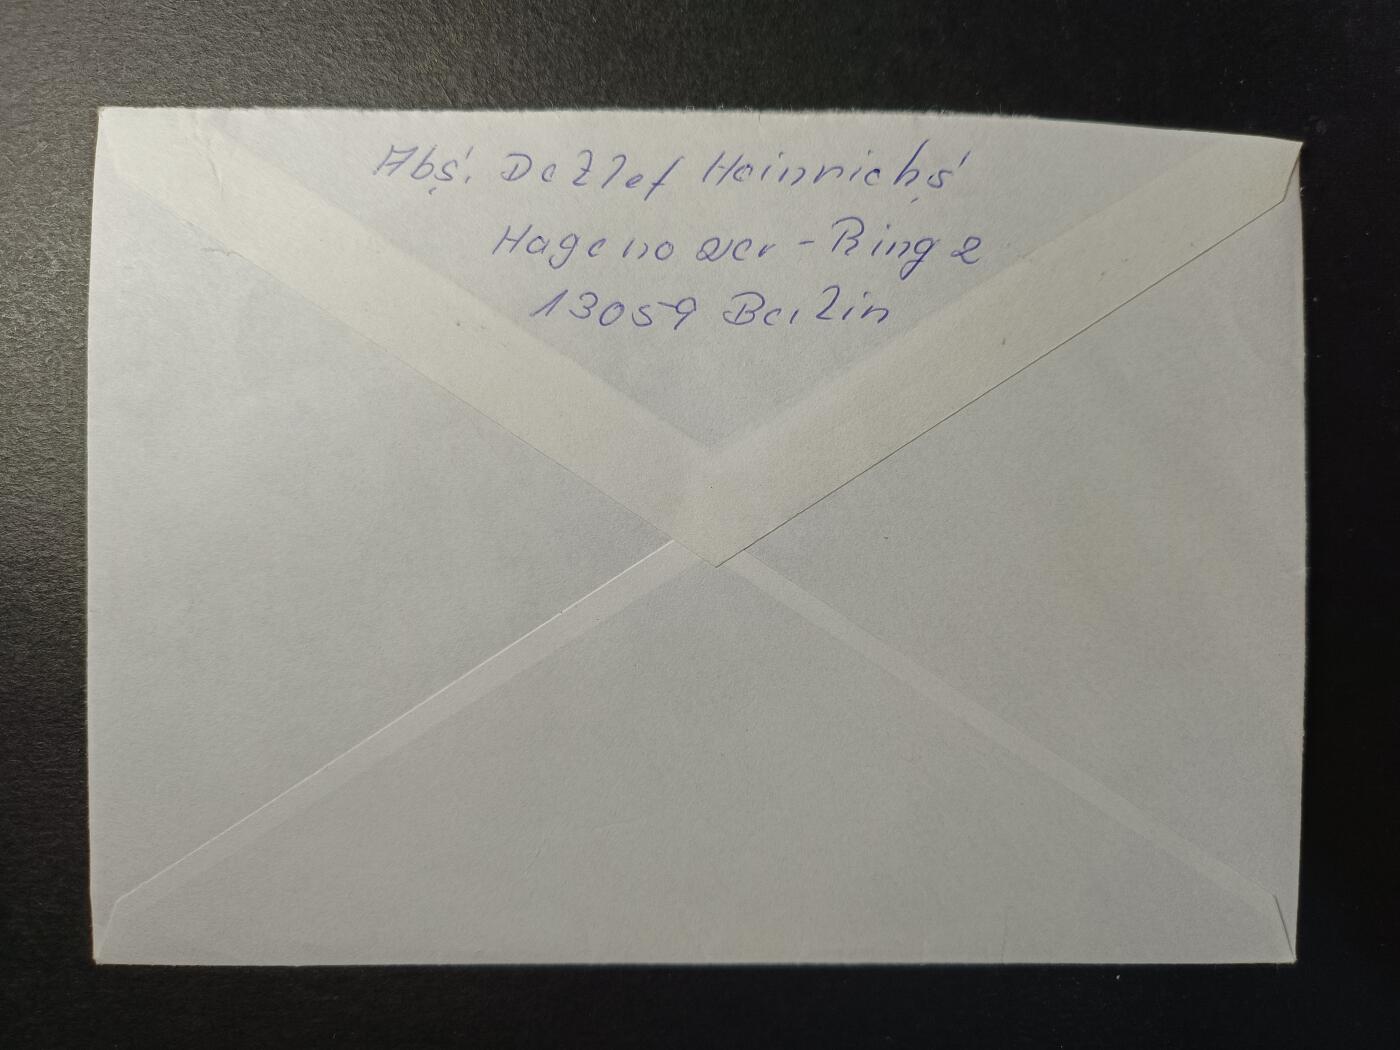 Abs. Detlef Heinrichs
Hagenower-Ring 2
13059 Berlin